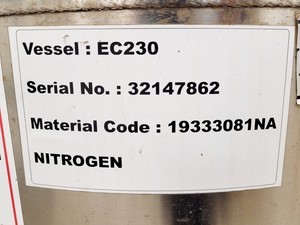 Vessel : EC230
Serial No. : 32147862
Material Code : 19333081NA
NITROGEN